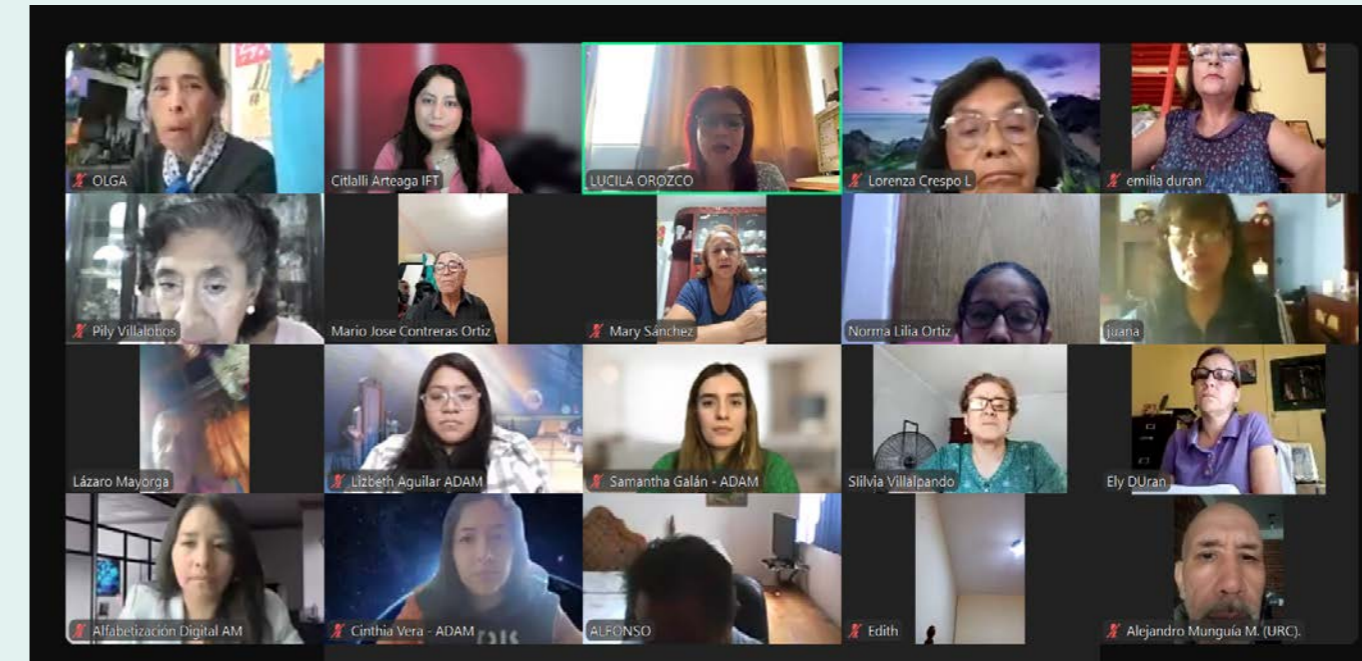 OLGA
Citlalli Arteaga IFT
LUCILA OROZCO
Lorenza Crespo L
emilia duran
Pily Villalobos
Mario Jose Contreras Ortiz
Mary Sánchez
Norma Lilia Ortiz
juana
Lázaro Mayorga
Lizbeth Aguilar ADAM
Samantha Galán - ADAM
Slilvia Villalpando
Ely DUran
Alfabetización Digital AM
Cinthia Vera - ADAM
ALFONSO
Edith
Alejandro Munguía M. (URC).